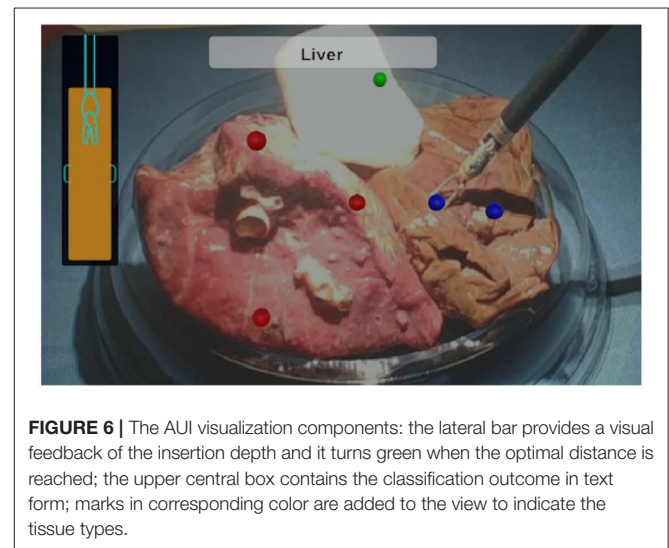 Liver
FIGURE 6 | The AUI visualization components: the lateral bar provides a visual
feedback of the insertion depth and it turns green when the optimal distance is
reached; the upper central box contains the classification outcome in text
form; marks in corresponding color are added to the view to indicate the
tissue types.